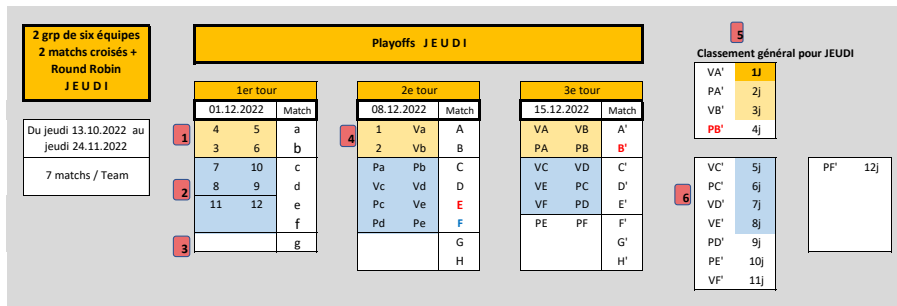 2 grp de six équipes
2 matchs croisés +
Round Robin
J E U D I
Playoffs J E U D I
5
Classement général pour JEUDI
VA' 1J
PA' 2j
VB' 3j
PB' 4j
1er tour
01.12.2022 Match
4 5 a
3 6 b
7 10 c
8 9 d
11 12 e
f
g
1
2
3
2e tour
08.12.2022 Match
1 Va A
2 Vb B
Pa Pb C
Vc Vd D
Pc Ve E
Pd Pe F
G
H
4
3e tour
15.12.2022 Match
VA VB A'
PA PB B'
VC VD C'
VE PC D'
VF PD E'
PE PF F'
G'
H'
Du jeudi 13.10.2022 au
jeudi 24.11.2022
7 matchs / Team
6
VC' 5j
PC' 6j
VD' 7j
VE' 8j
PD' 9j
PE' 10j
VF' 11j
PF' 12j